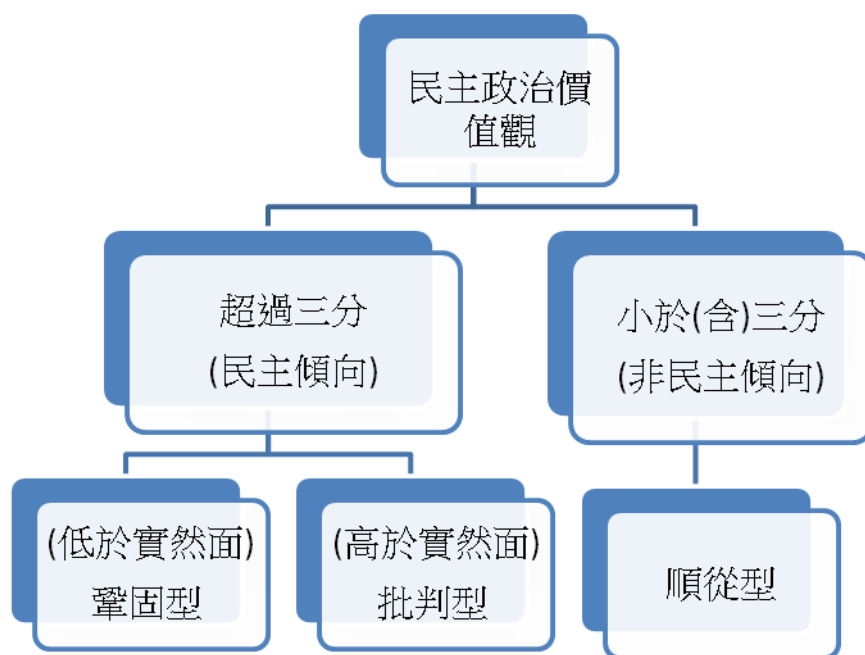 民主政治價
值觀
超過三分
(民主傾向)
小於(含)三分
(非民主傾向)
(低於實然面)
鞏固型
(高於實然面)
批判型
順從型